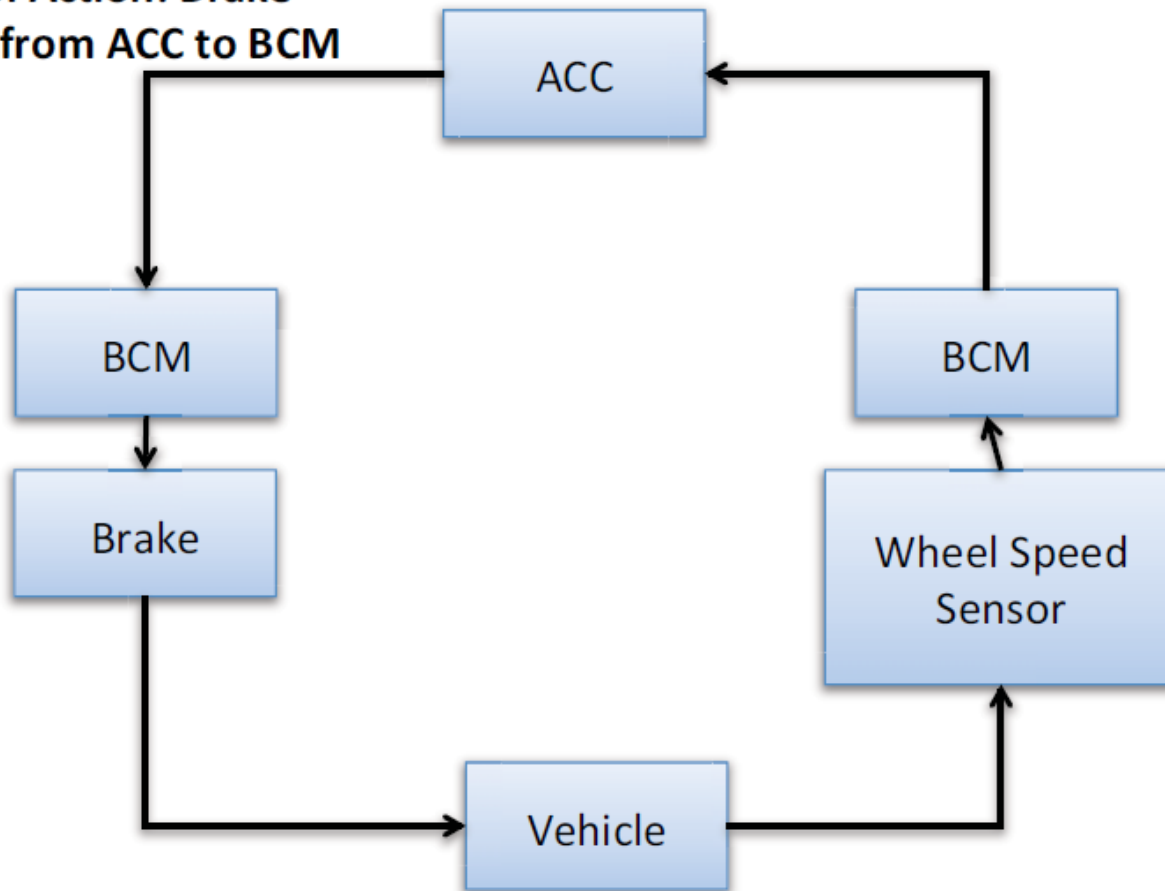 Action: Brake
from ACC to BCM
ACC
BCM
BCM
Brake
Wheel Speed
Sensor
Vehicle